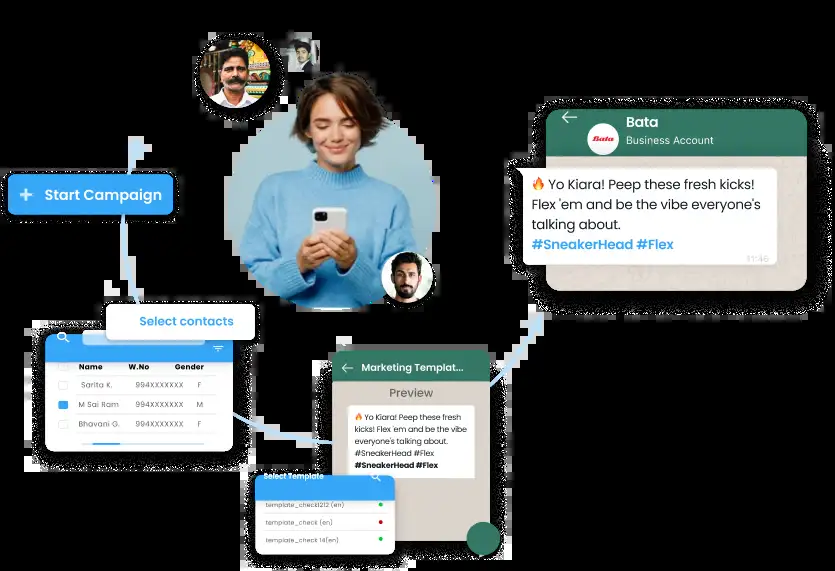 + Start Campaign
Select contacts
Name W.No Gender
Sarita K. 994XXXXXXX F
M Sai Ram 994XXXXXXX M
Bhavani G. 994XXXXXXX F
Marketing Templat...
Preview
🔥 Yo Kiara! Peep these fresh
kicks! Flex 'em and be the vibe
everyone's talking about.
#SneakerHead #Flex
#SneakerHead #Flex
Select Template
template_check1212 (en)
template_check (en)
template_check 14(en)
Bata
Bata
Business Account
🔥 Yo Kiara! Peep these fresh kicks!
Flex 'em and be the vibe everyone's
talking about.
#SneakerHead #Flex
11:46